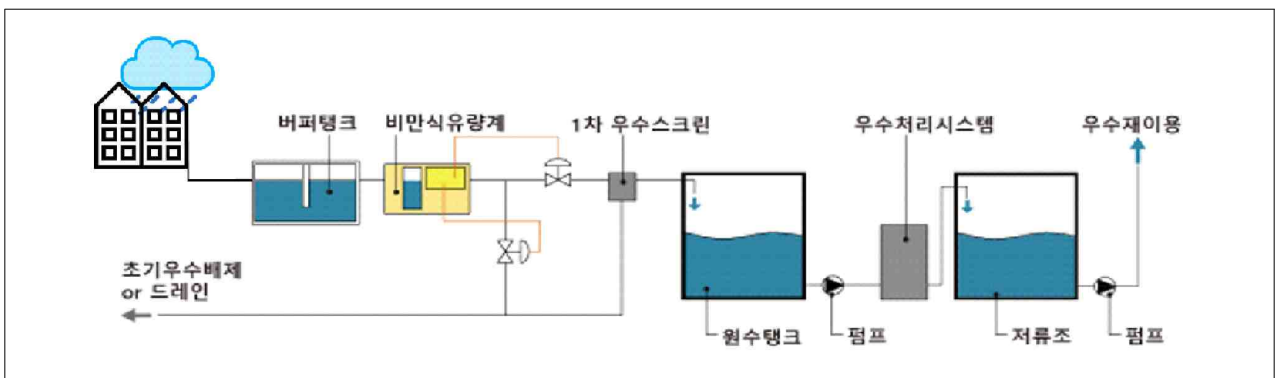 버퍼탱크
비만식유량계
1차 우수스크린
우수처리시스템
우수재이용
초기우수배제
or 드레인
원수탱크
펌프
저류조
펌프